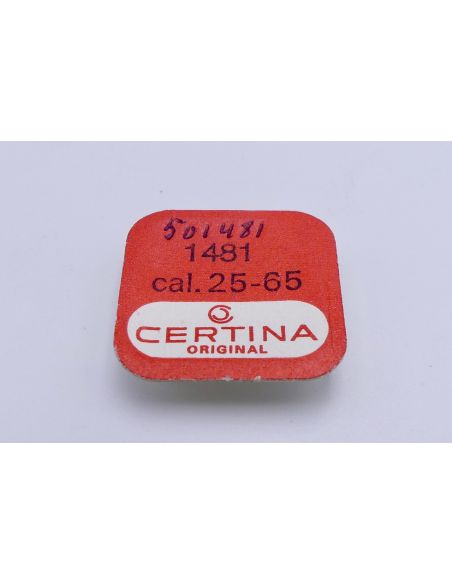 501481
1481
cal. 25-65
CERTINA
ORIGINAL